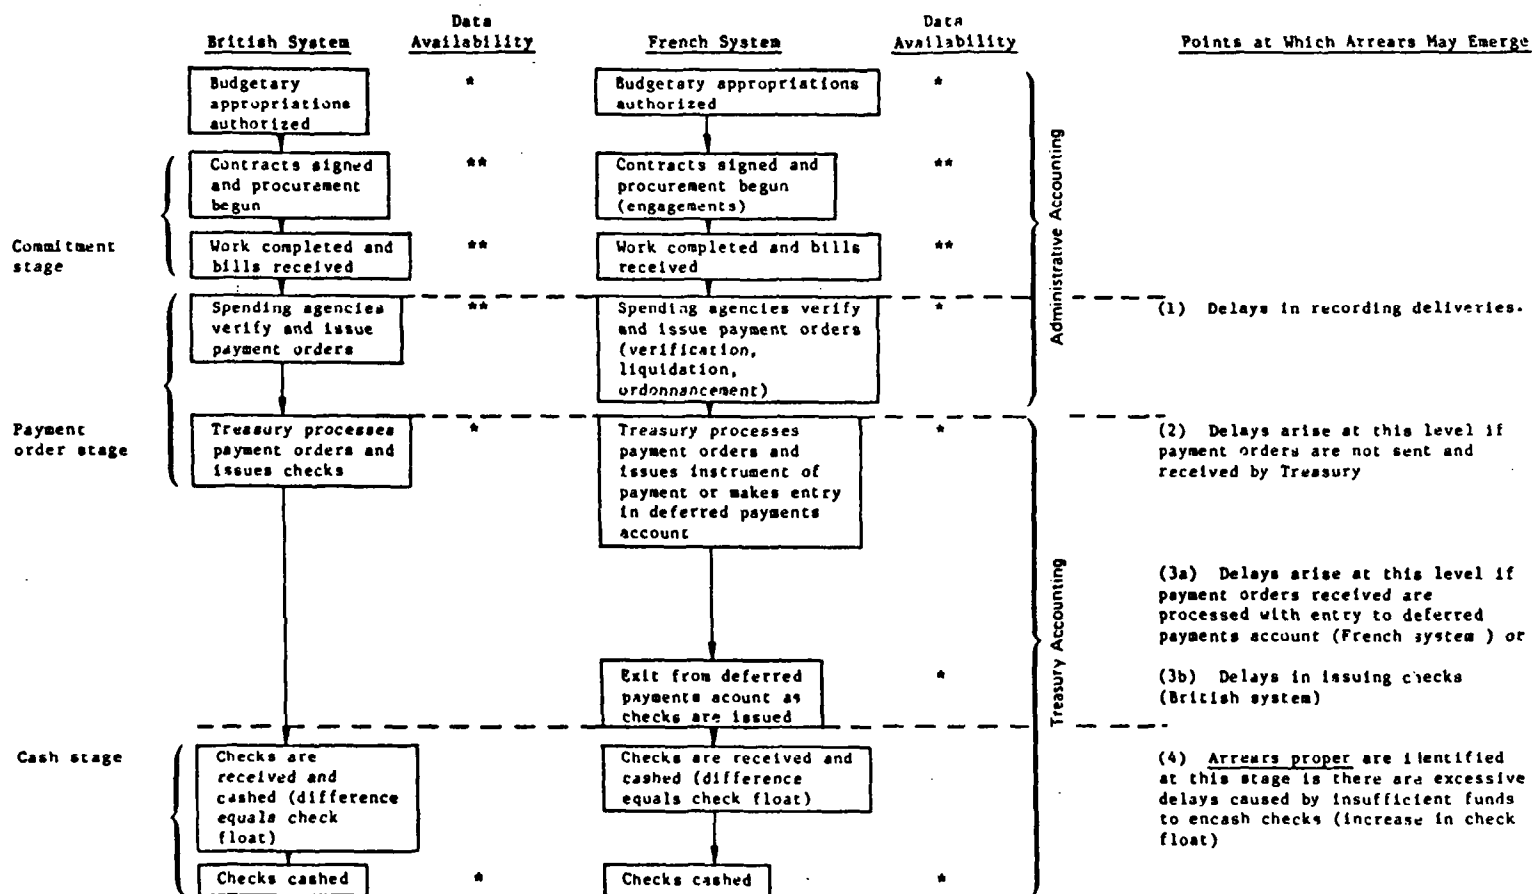 Data
Data
British System
Availability
French System
Availability
Points at Which Arrears May Emerge
Budgetary
appropriations
authorized
*
Budgetary appropriations
authorized
*
Contracts signed
and procurement
begun
**
Contracts signed and
procurement begun
(engagements)
**
Administrative Accounting
Commitment
stage
Work completed and
bills received
**
Work completed and bills
received
**
Spending agencies
verify and issue
payment orders
**
Spending agencies verify
and issue payment orders
(verification,
liquidation,
ordonnancement)
*
(1) Delays in recording deliveries.
Payment
order stage
Treasury processes
payment orders and
issues checks
*
Treasury processes
payment orders and
issues instrument of
payment or makes entry
in deferred payments
account
*
(2) Delays arise at this level if
payment orders are not sent and
received by Treasury
Treasury Accounting
(3a) Delays arise at this level if
payment orders received are
processed with entry to deferred
payments account (French system ) or
Exit from deferred
payments acount as
checks are issued
*
(3b) Delays in issuing checks
(British system)
Cash stage
Checks are
received and
cashed (difference
equals check
float)
Checks are received and
cashed (difference
equals check float)
(4) Arrears proper are identified
at this stage is there are excessive
delays caused by insufficient funds
to encash checks (increase in check
float)
Checks cashed
*
Checks cashed
*